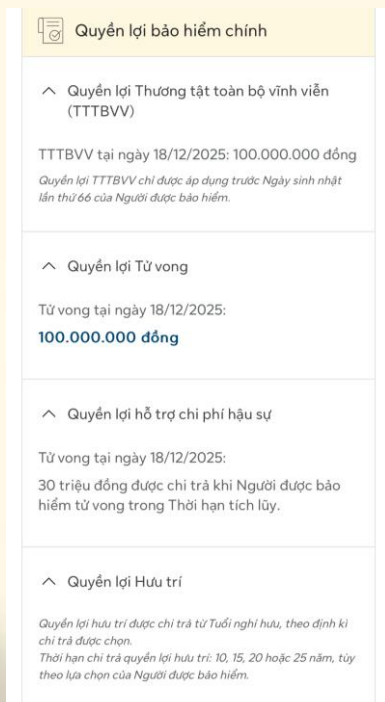 Quyền lợi bảo hiểm chính
Quyền lợi Thương tật toàn bộ vĩnh viễn
(TTTBVV)
TTTBVV tại ngày 18/12/2025: 100.000.000 đồng
Quyền lợi TTTBVV chỉ được áp dụng trước Ngày sinh nhật
lần thứ 66 của Người được bảo hiểm.
Quyền lợi Tử vong
Tử vong tại ngày 18/12/2025:
100.000.000 đồng
Quyền lợi hỗ trợ chi phí hậu sự
Tử vong tại ngày 18/12/2025:
30 triệu đồng được chi trả khi Người được bảo
hiểm tử vong trong Thời hạn tích lũy.
Quyền lợi Hưu trí
Quyền lợi hưu trí được chi trả từ Tuổi nghỉ hưu, theo định kì
chi trả được chọn.
Thời hạn chi trả quyền lợi hưu trí: 10, 15, 20 hoặc 25 năm, tùy
theo lựa chọn của Người được bảo hiểm.